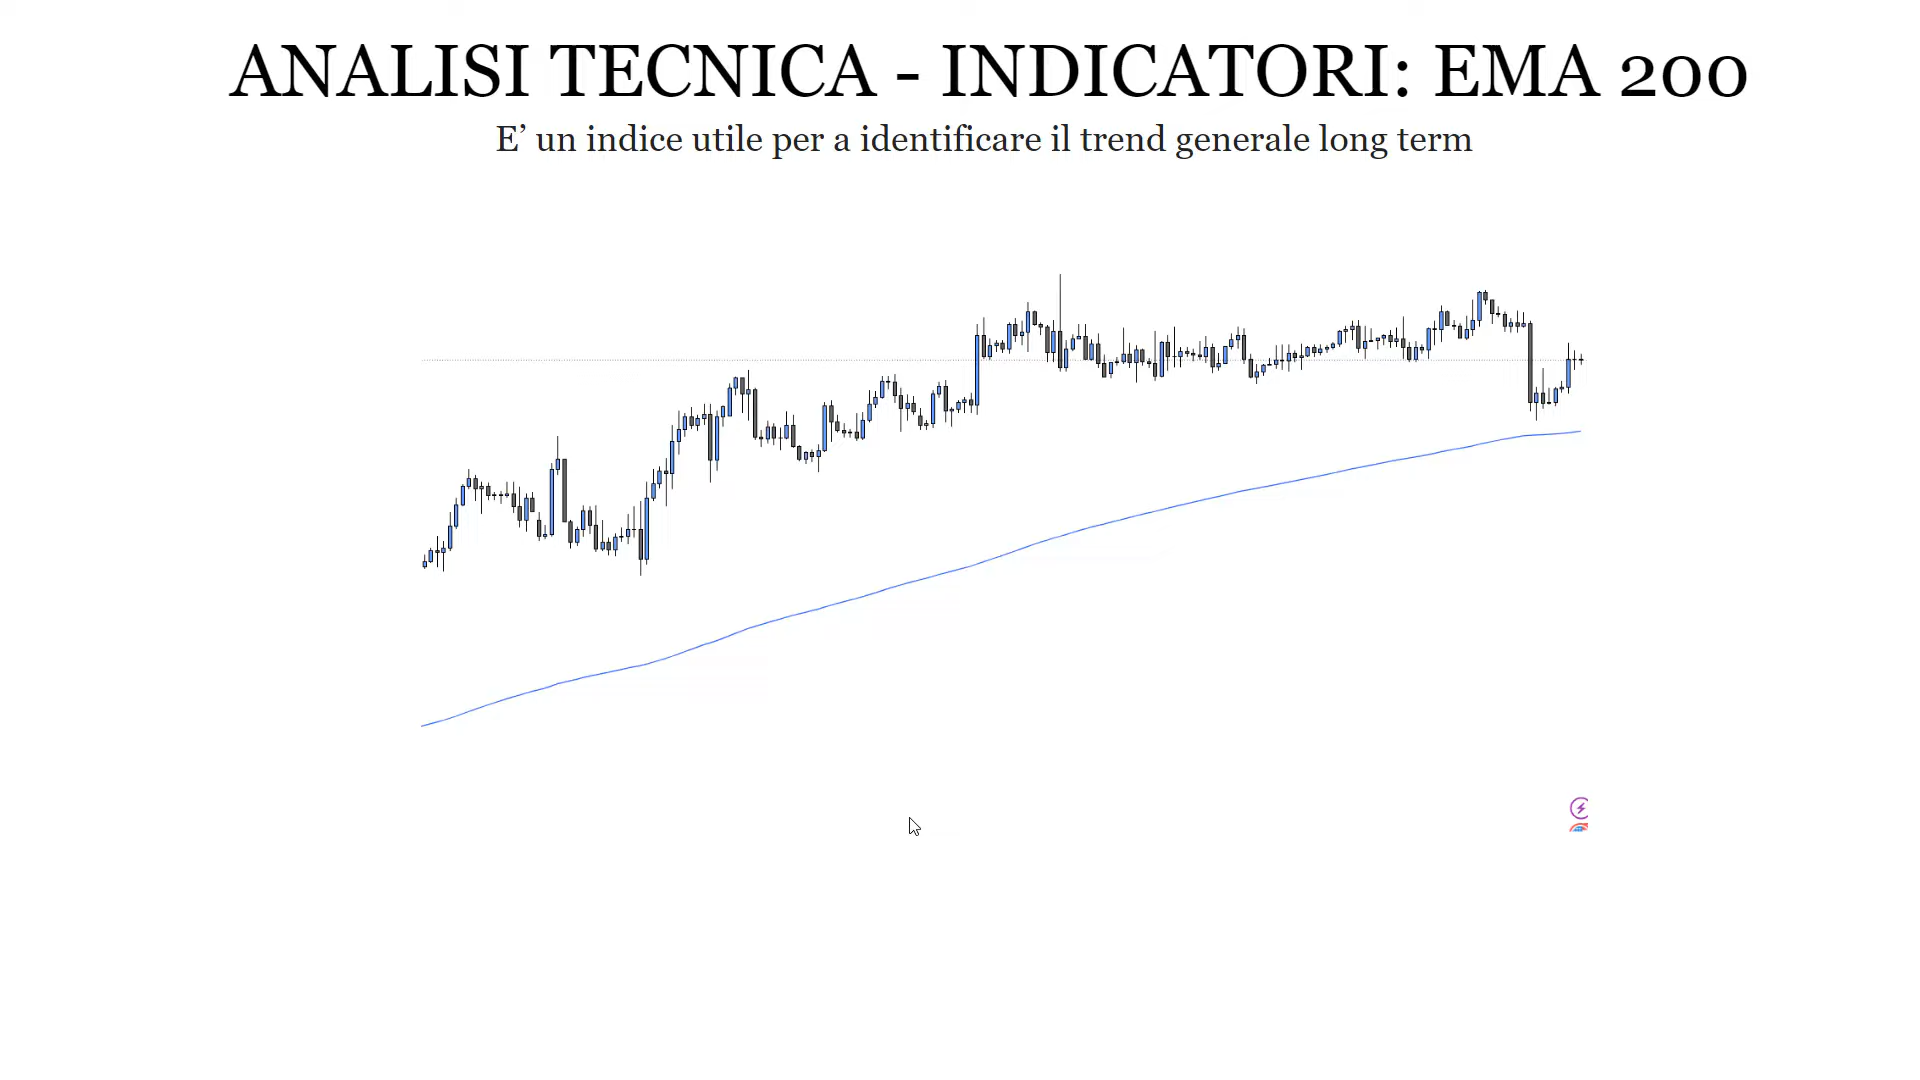 ANALISI TECNICA - INDICATORI: EMA 200
E’ un indice utile per a identificare il trend generale long term